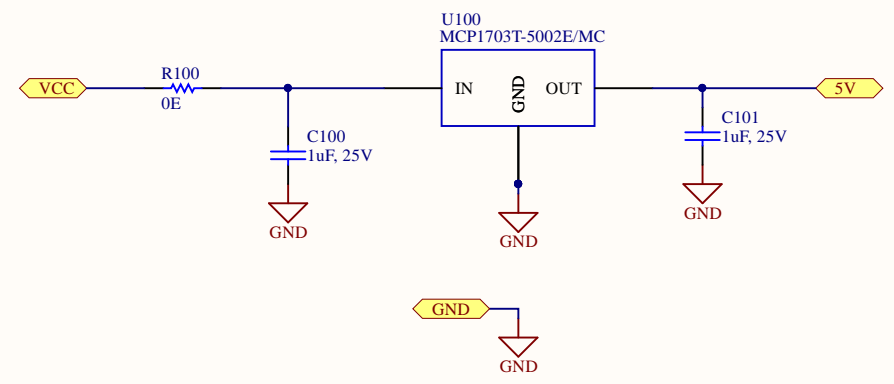 U100
MCP1703T-5002E/MC
VCC
R100
0E
IN
GND
OUT
5V
C100
1uF, 25V
C101
1uF, 25V
GND
GND
GND
GND
GND